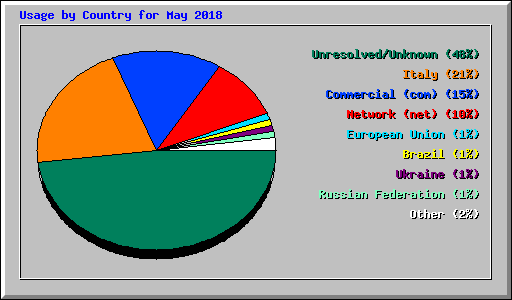 Usage by Country for May 2018
Unresolved/Unknown (48%)
Italy (21%)
Commercial (com) (15%)
Network (net) (10%)
European Union (1%)
Brazil (1%)
Ukraine (1%)
Russian Federation (1%)
Other (2%)